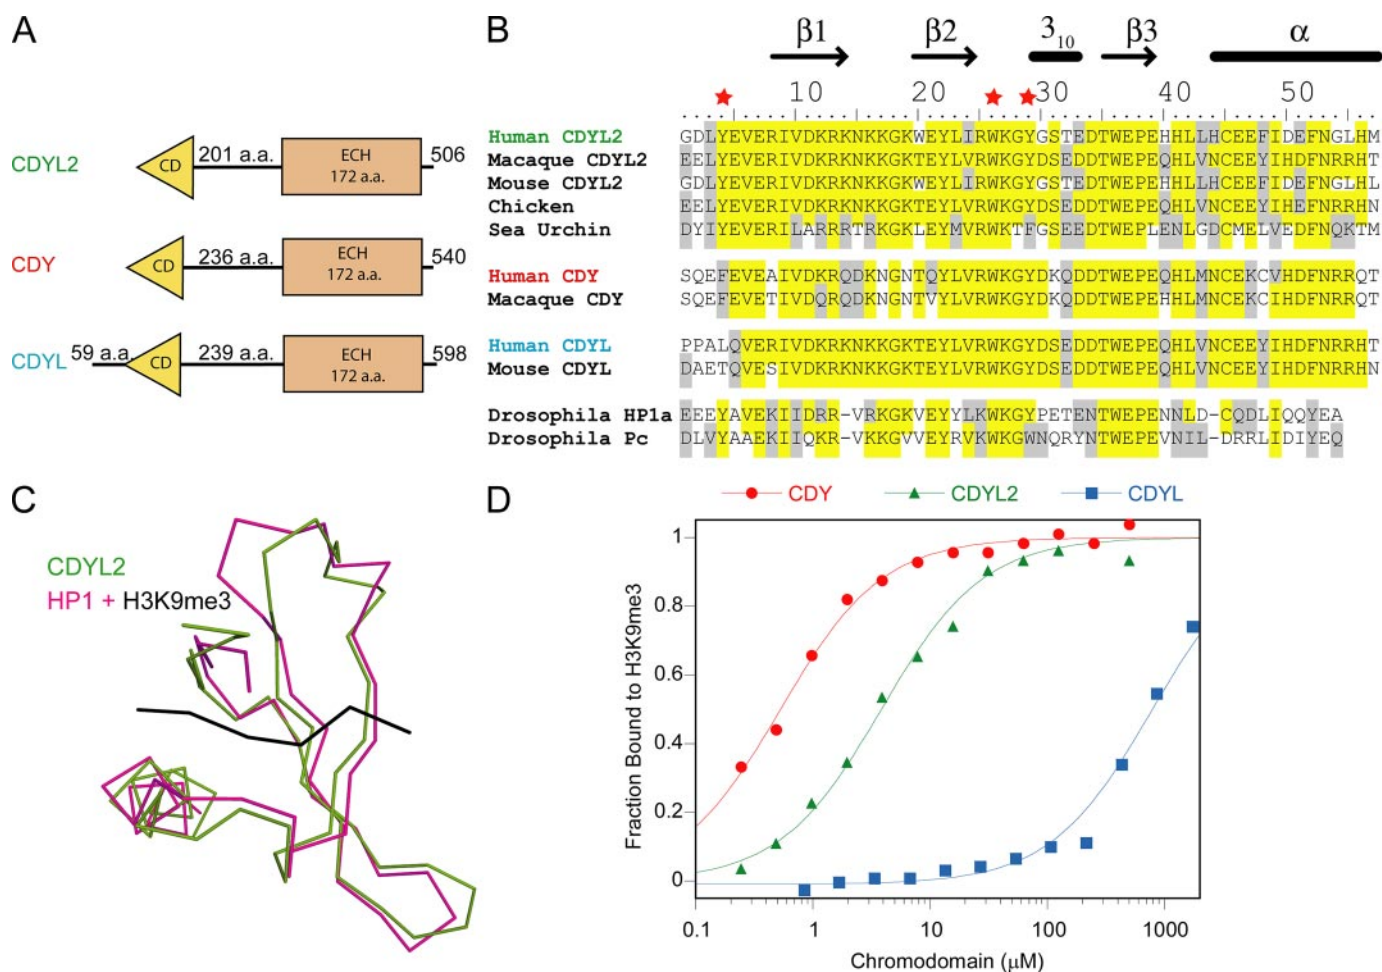 A
CDYL2
CD
201 a.a.
ECH
172 a.a.
506
CDY
CD
236 a.a.
ECH
172 a.a.
540
CDYL
59 a.a.
CD
239 a.a.
ECH
172 a.a.
598
B
β1 β2 3₁₀ β3 α
10 20 30 40 50
Human CDYL2 GDLYEVERIVDKRKNKKGKWEYLIRWKGYGSTEDTWEPEHHLLHCEEFIDEFNGLHM
Macaque CDYL2 EELYEVERIVDKRKNKKGKTEYLVRWKGYDSEDDTWEPEQHLVNCEEYIHDFNRRHT
Mouse CDYL2 GDLYEVERIVDKRKNKKGKWEYLIRWKGYGSTEDTWEPEHHLLHCEEFIDEFNGLHL
Chicken EELYEVERIVDKRKNKKGKTEYLVRWKGYDSEDDTWEPEQHLVNCEEYIHEFNRRHN
Sea Urchin DYIYEVERILARRRTRKGKLEYMVRWKTFGSEEDTWEPLENLGDCMELVEDFNQKTM
Human CDY SQEFEVEAIVDKRQDKNGNTQYLVRWKGYDKQDDTWEPEHHLMNCEKCVHDFNRRQT
Macaque CDY SQEFEVETIVDQRQDKNGNTVYLVRWKGYDKQDDTWEPEHHLMNCEKCIHDFNRRQT
Human CDYL PPALQVERIVDKRKNKKGKTEYLVRWKGYDSEDDTWEPEQHLVNCEEYIHDFNRRHT
Mouse CDYL DAETQVESIVDKRKNKKGKTEYLVRWKGYDSEDDTWEPEQHLVNCEEYIHDFNRRHN
Drosophila HP1a EEEYAVEKIIDRR-VRKGKVEYYLKWKGYPETENTWEPENNLD-CQDLIQQYEA
Drosophila Pc DLVYAAEKIIQKR-VKKGVVEYRVKWKGWNQRYNTWEPEVNIL-DRRLIDIYEQ
C
CDYL2
HP1 + H3K9me3
D
CDY CDYL2 CDYL
Fraction Bound to H3K9me3
1
0.8
0.6
0.4
0.2
0
0.1 1 10 100 1000
Chromodomain (μM)